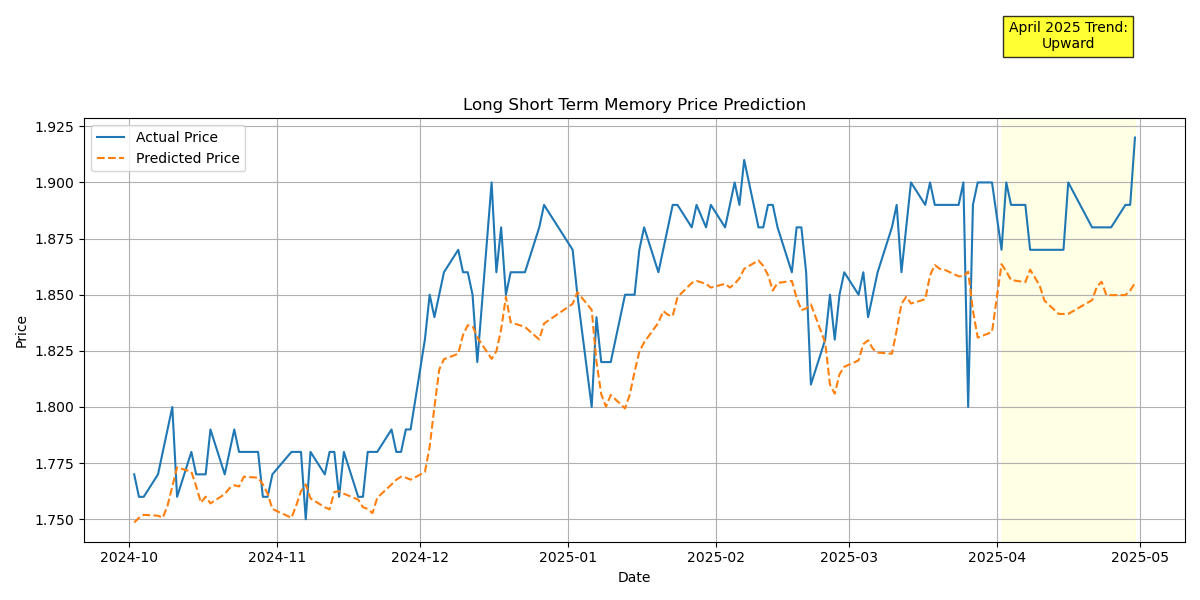 April 2025 Trend:
Upward
Long Short Term Memory Price Prediction
Actual Price
Predicted Price
Price
1.925
1.900
1.875
1.850
1.825
1.800
1.775
1.750
2024-10 2024-11 2024-12 2025-01 2025-02 2025-03 2025-04 2025-05
Date